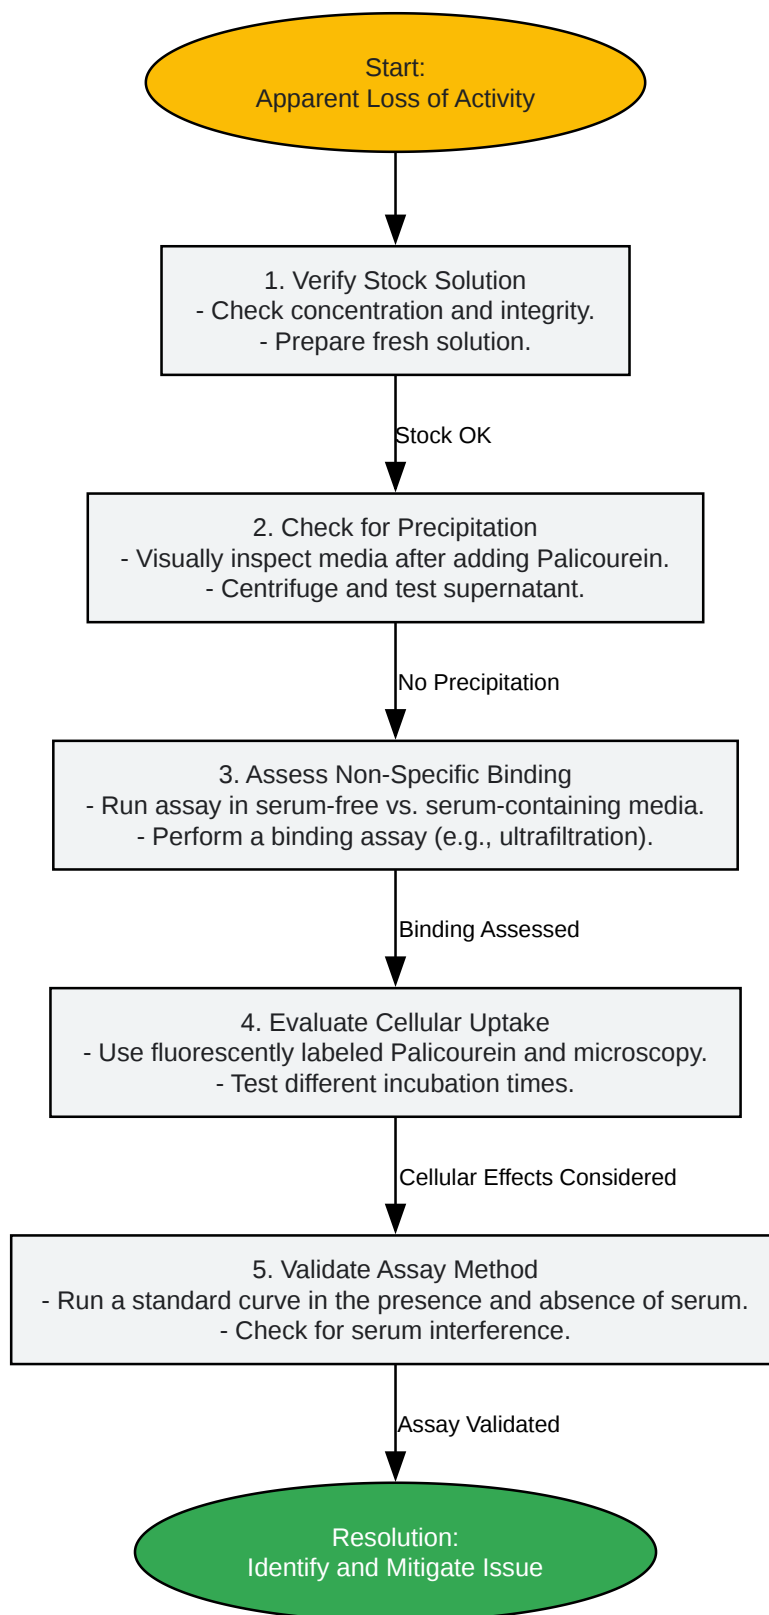 Start:
Apparent Loss of Activity
1. Verify Stock Solution
- Check concentration and integrity.
- Prepare fresh solution.
Stock OK
2. Check for Precipitation
- Visually inspect media after adding Palicourein.
- Centrifuge and test supernatant.
No Precipitation
3. Assess Non-Specific Binding
- Run assay in serum-free vs. serum-containing media.
- Perform a binding assay (e.g., ultrafiltration).
Binding Assessed
4. Evaluate Cellular Uptake
- Use fluorescently labeled Palicourein and microscopy.
- Test different incubation times.
Cellular Effects Considered
5. Validate Assay Method
- Run a standard curve in the presence and absence of serum.
- Check for serum interference.
Assay Validated
Resolution:
Identify and Mitigate Issue